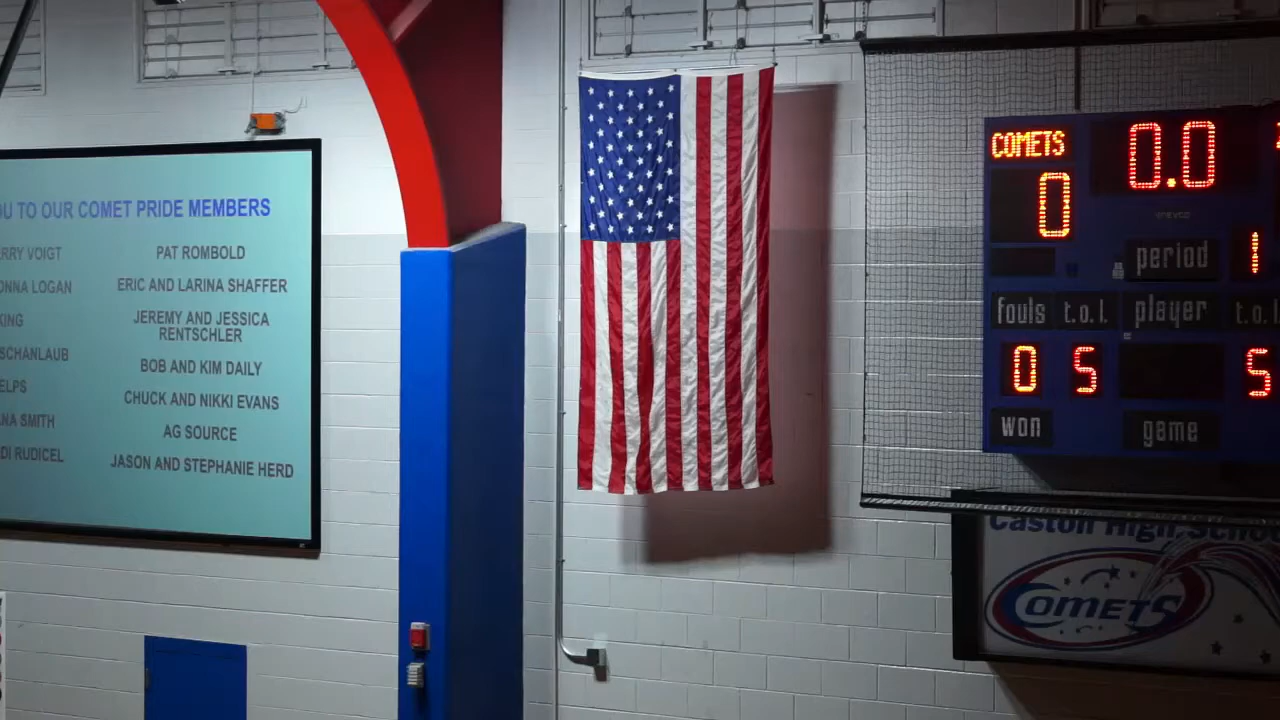 OU TO OUR COMET PRIDE MEMBERS
RRY VOIGT
ONNA LOGAN
KING
SCHANLAUB
ELPS
NA SMITH
DI RUDICEL
PAT ROMBOLD
ERIC AND LARINA SHAFFER
JEREMY AND JESSICA
RENTSCHLER
BOB AND KIM DAILY
CHUCK AND NIKKI EVANS
AG SOURCE
JASON AND STEPHANIE HERD
COMETS
0.0
0
period
1
fouls t.o.l. player t.o.l
0 5 5
won game
Caston High School
COMETS